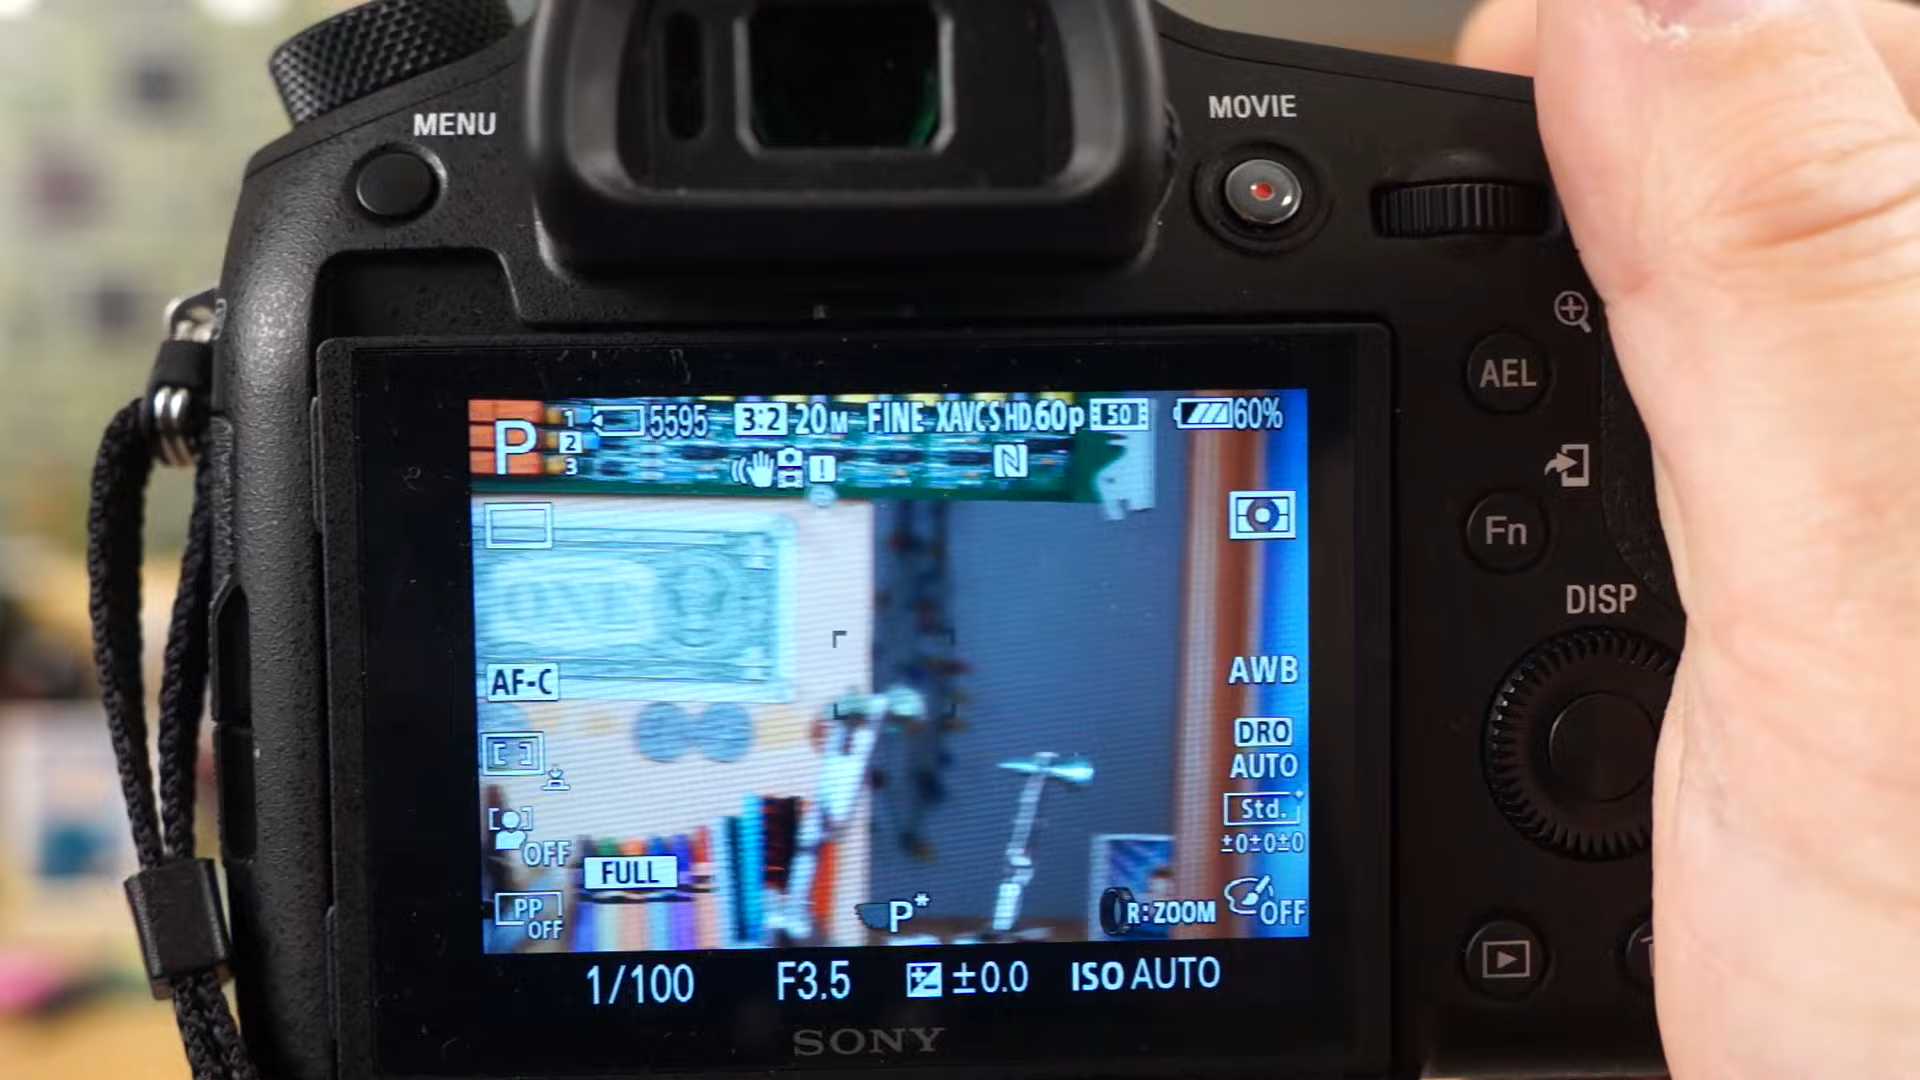 MENU
MOVIE
P 1 5595 3:2 20M FINE XAVC S HD 60p 50 60%
2
3
N
AEL
Fn
DISP
ONE
AF-C
AWB
DRO
AUTO
Std.
±0±0±0
OFF
FULL
PP
OFF
P*
R:ZOOM
OFF
1/100 F3.5 ±0.0 ISO AUTO
SONY